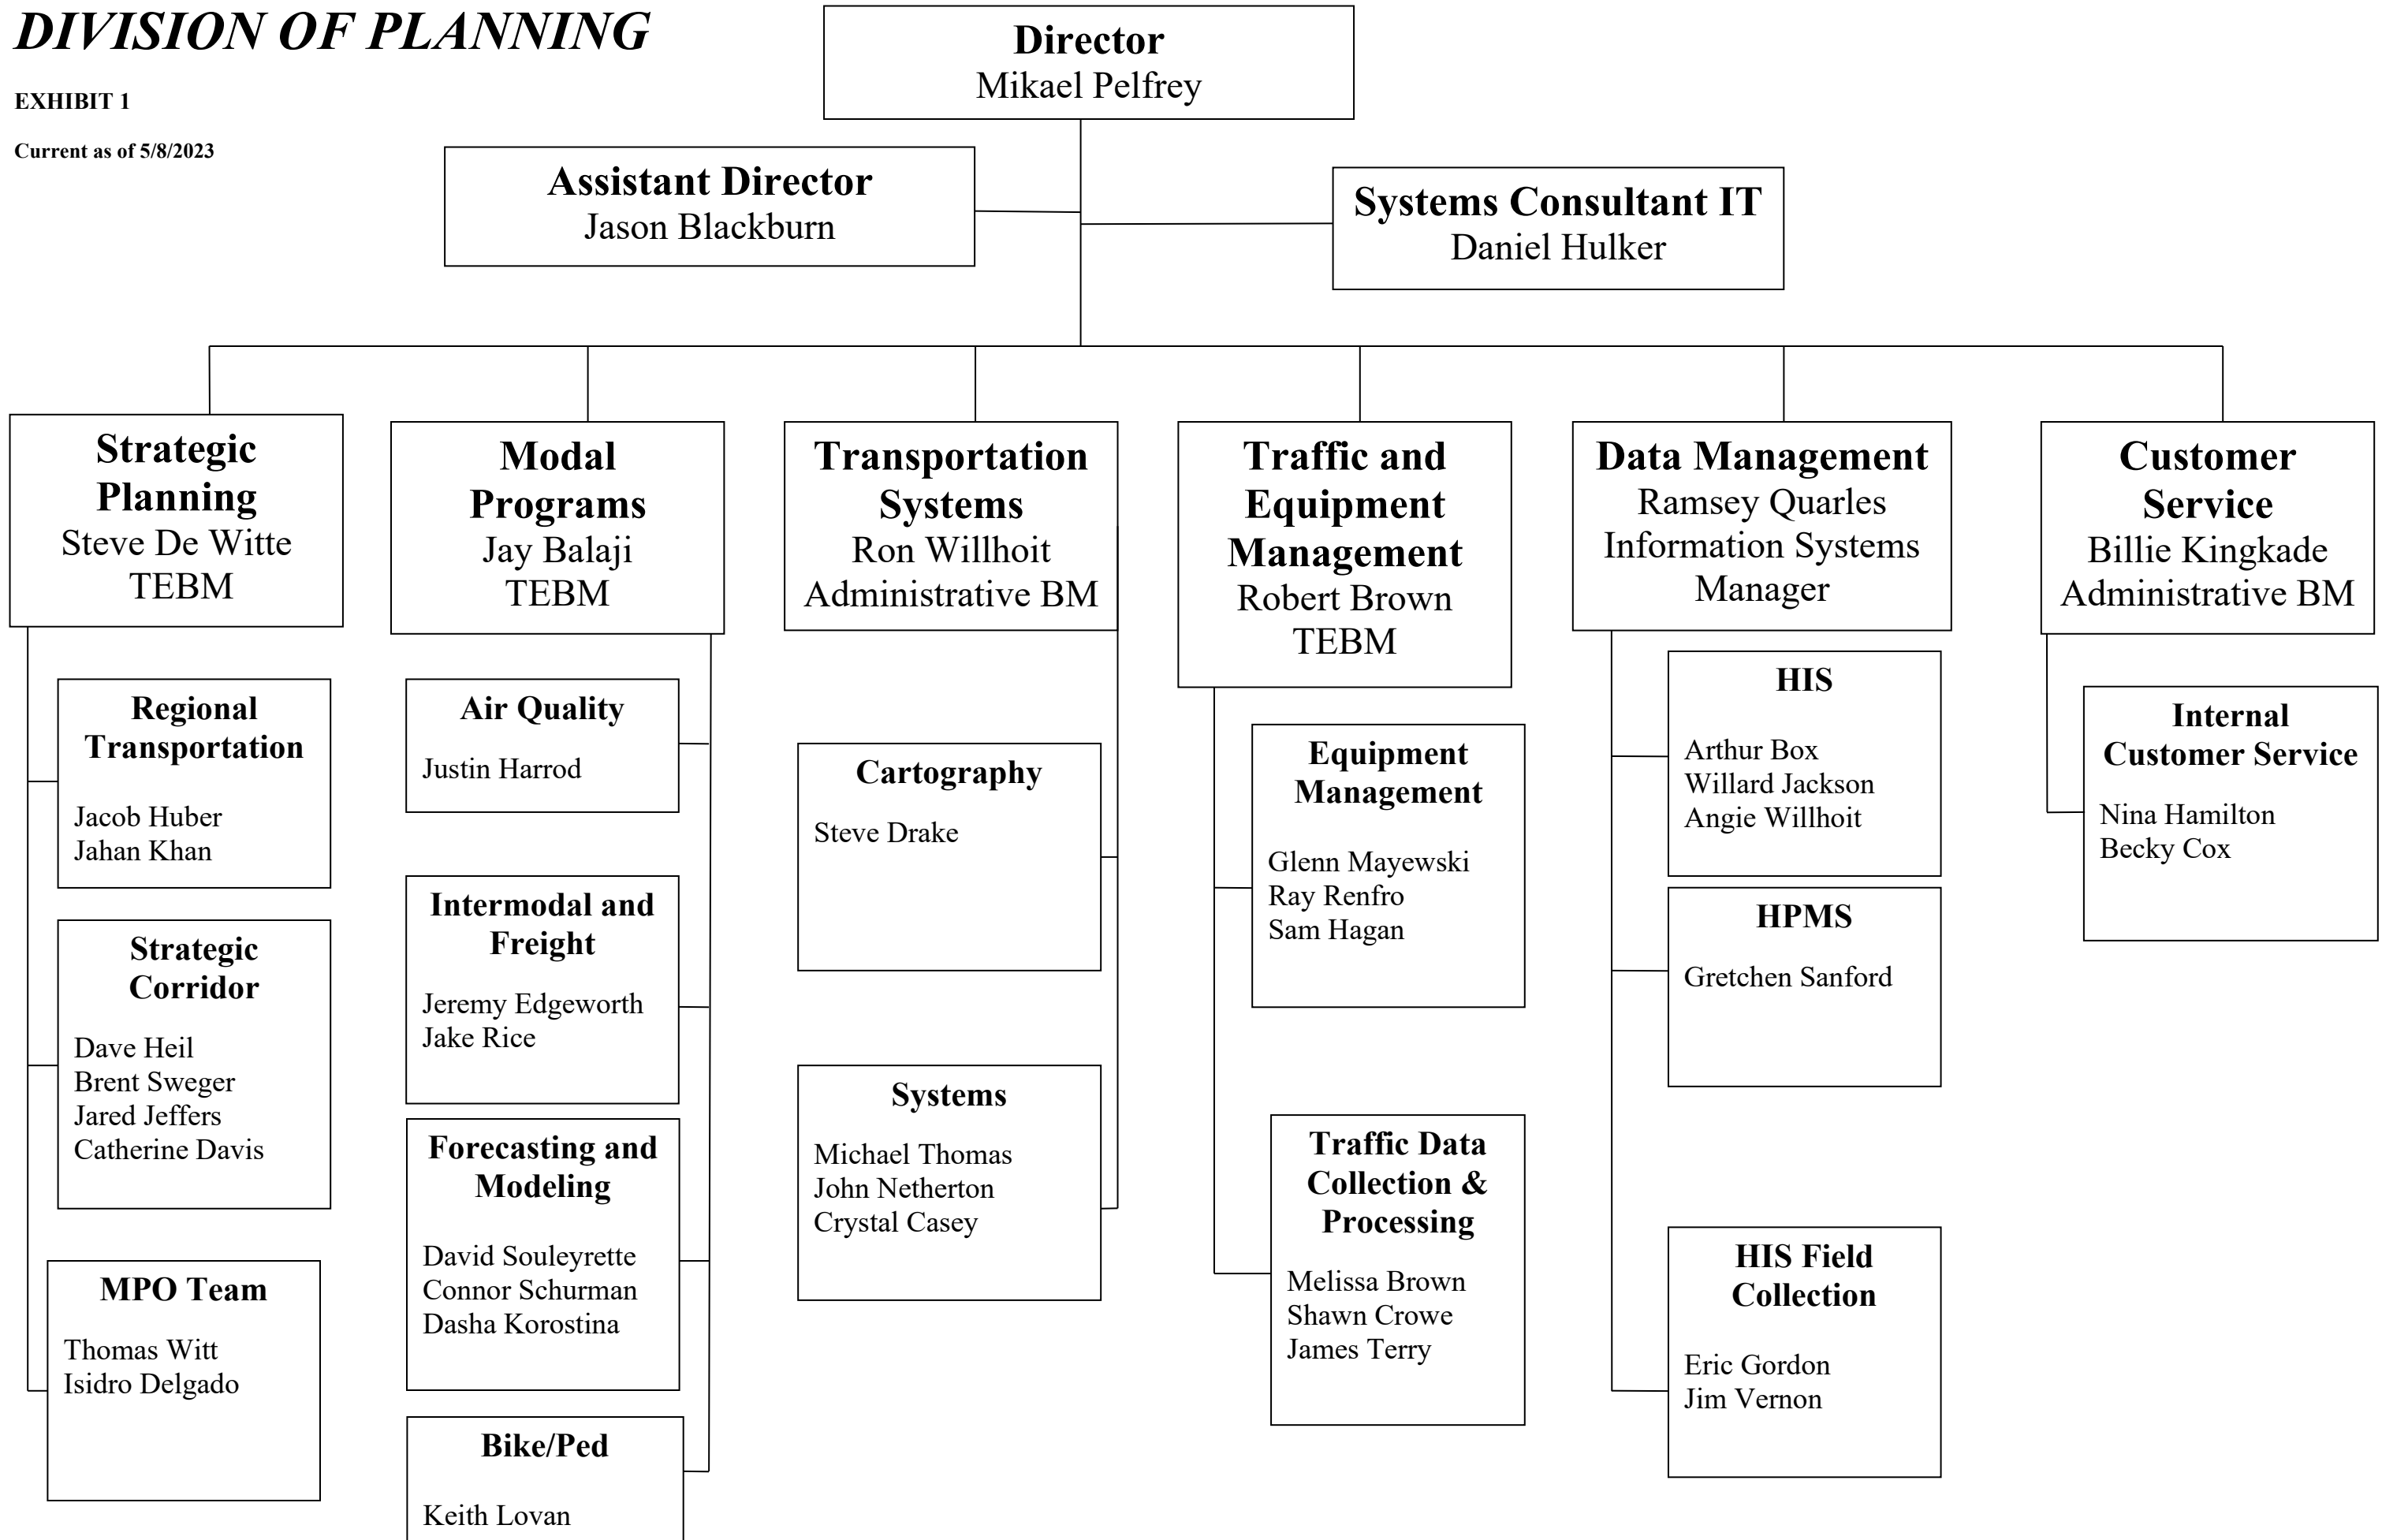 DIVISION OF PLANNING
EXHIBIT 1
Current as of 5/8/2023
Director
Mikael Pelfrey
Assistant Director
Jason Blackburn
Systems Consultant IT
Daniel Hulker
Strategic
Planning
Steve De Witte
TEBM
Regional
Transportation
Jacob Huber
Jahan Khan
Strategic
Corridor
Dave Heil
Brent Sweger
Jared Jeffers
Catherine Davis
MPO Team
Thomas Witt
Isidro Delgado
Modal
Programs
Jay Balaji
TEBM
Air Quality
Justin Harrod
Intermodal and
Freight
Jeremy Edgeworth
Jake Rice
Forecasting and
Modeling
David Souleyrette
Connor Schurman
Dasha Korostina
Bike/Ped
Keith Lovan
Transportation
Systems
Ron Willhoit
Administrative BM
Cartography
Steve Drake
Systems
Michael Thomas
John Netherton
Crystal Casey
Traffic and
Equipment
Management
Robert Brown
TEBM
Equipment
Management
Glenn Mayewski
Ray Renfro
Sam Hagan
Traffic Data
Collection &
Processing
Melissa Brown
Shawn Crowe
James Terry
Data Management
Ramsey Quarles
Information Systems
Manager
HIS
Arthur Box
Willard Jackson
Angie Willhoit
HPMS
Gretchen Sanford
HIS Field
Collection
Eric Gordon
Jim Vernon
Customer
Service
Billie Kingkade
Administrative BM
Internal
Customer Service
Nina Hamilton
Becky Cox